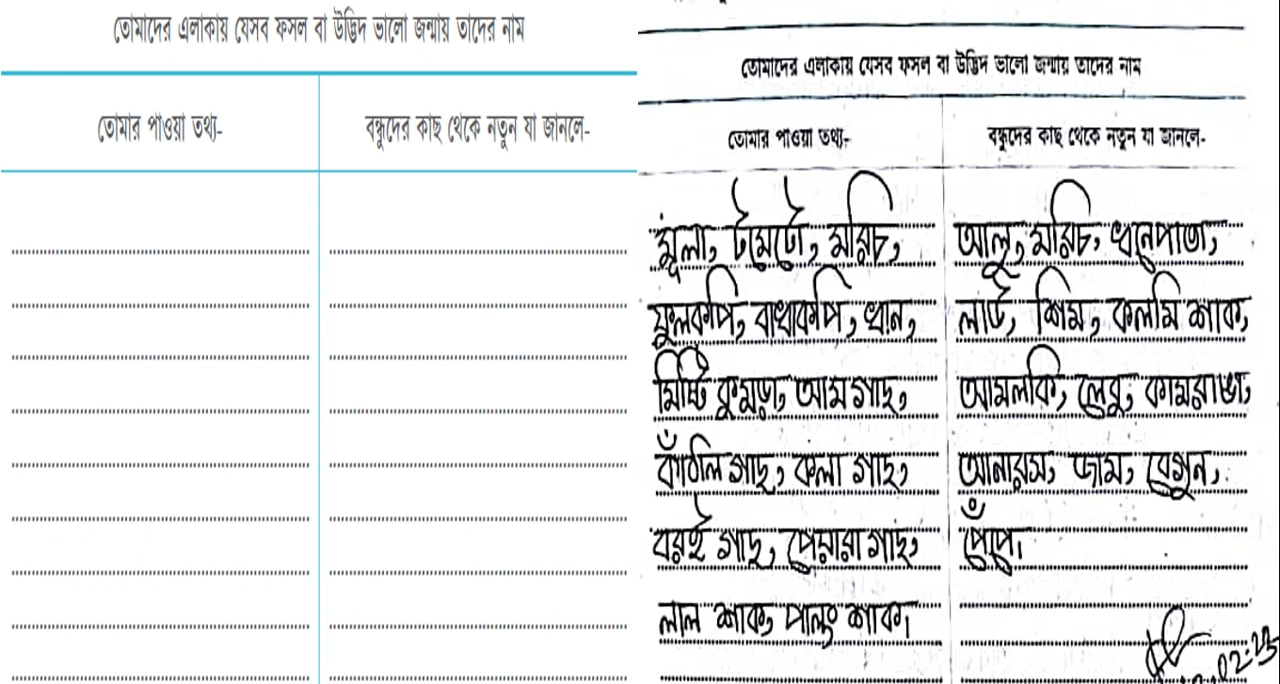 তোমাদের এলাকায় যেসব ফসল বা উদ্ভিদ ভালো জন্মায় তাদের নাম
তোমার পাওয়া তথ্য-
বন্ধুদের কাছ থেকে নতুন যা জানলে-
তোমাদের এলাকায় যেসব ফসল বা উদ্ভিদ ভালো জন্মায় তাদের নাম
তোমার পাওয়া তথ্য-
বন্ধুদের কাছ থেকে নতুন যা জানলে-
মূলা, টমেটো, মরিচ,
ফুলকপি, বাধাকপি, ধান,
মিষ্টি কুমড়া, আম গাছ,
কাঁঠাল গাছ, কলা গাছ,
বরই গাছ, পেয়ারা গাছ,
লাল শাক, পালং শাক।
আলু, মরিচ, ধনেপাতা,
লাউ, শিম, কলমি শাক,
আমলকি, লেবু, কামরাঙা,
আনারস, জাম, বেগুন,
পেঁপে।